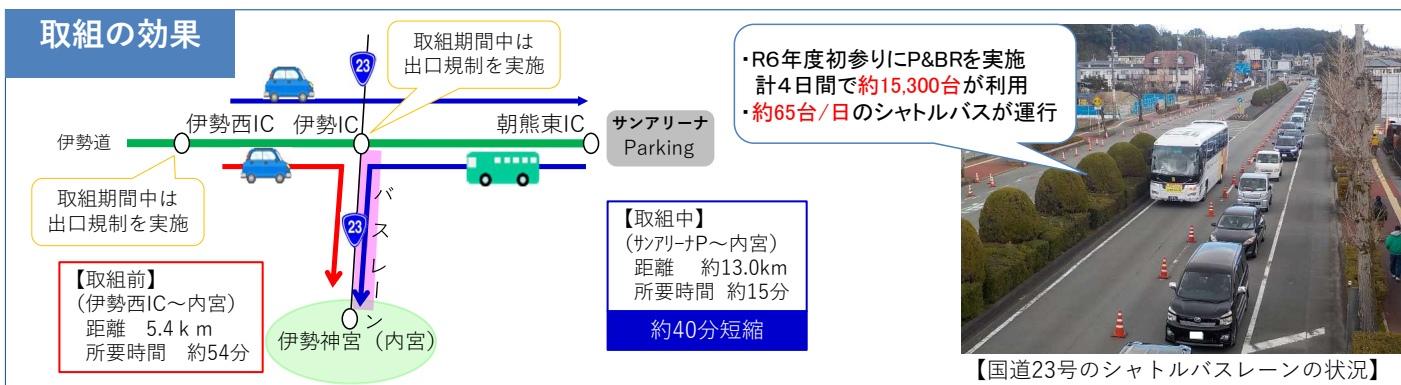 取組の効果
取組期間中は
出口規制を実施
23
伊勢西IC
伊勢IC
朝熊東IC
サンアリーナ
Parking
伊勢道
取組期間中は
出口規制を実施
バスレーン
23
【取組前】
(伊勢西IC～内宮)
距離　5.4ｋｍ
所要時間　約54分
伊勢神宮（内宮）
【取組中】
(ｻﾝｱﾘｰﾅP～内宮)
距離　約13.0km
所要時間 約15分
約40分短縮
・R6年度初参りにP&BRを実施
計４日間で約15,300台が利用
・約65台/日のシャトルバスが運行
【国道23号のシャトルバスレーンの状況】